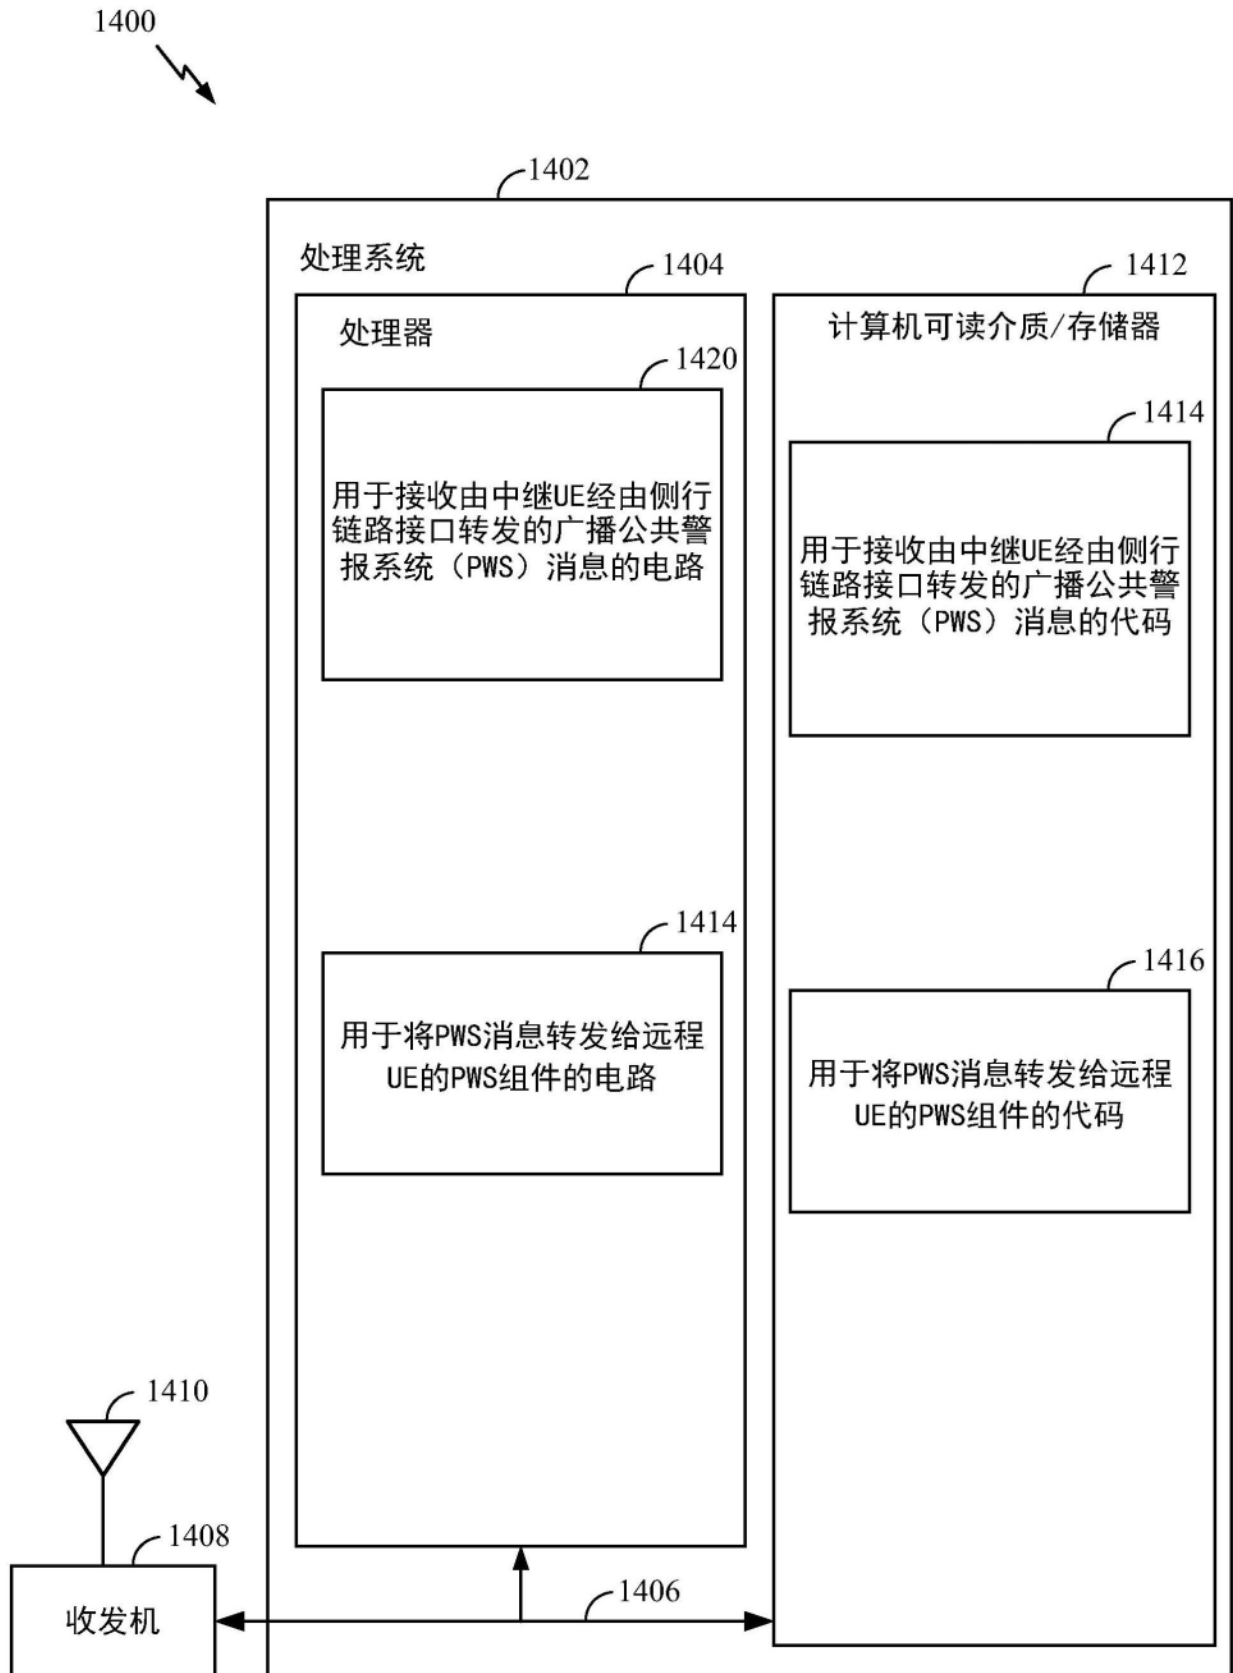 1400
1402
处理系统
1404
1412
处理器
计算机可读介质/存储器
1420
1414
用于接收由中继UE经由侧行
链路接口转发的广播公共警
报系统（PWS）消息的电路
用于接收由中继UE经由侧行
链路接口转发的广播公共警
报系统（PWS）消息的代码
1414
1416
用于将PWS消息转发给远程
UE的PWS组件的电路
用于将PWS消息转发给远程
UE的PWS组件的代码
1410
1408
收发机
1406